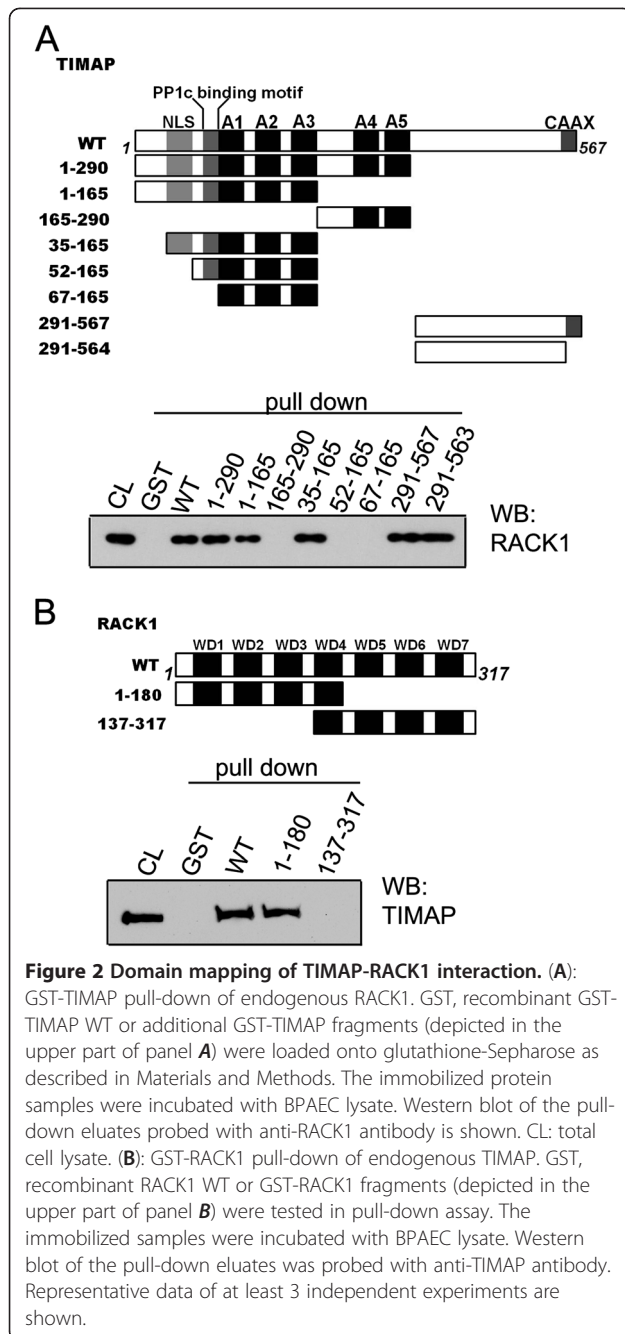 A
TIMAP
PP1c binding motif
NLS A1 A2 A3 A4 A5 CAAX
WT 1 567
1-290
1-165
165-290
35-165
52-165
67-165
291-567
291-564
pull down
CL GST WT 1-290 1-165 165-290 35-165 52-165 67-165 291-567 291-563
WB:
RACK1
B
RACK1
WD1 WD2 WD3 WD4 WD5 WD6 WD7
WT 1 317
1-180
137-317
pull down
CL GST WT 1-180 137-317
WB:
TIMAP
Figure 2 Domain mapping of TIMAP-RACK1 interaction. (A):
GST-TIMAP pull-down of endogenous RACK1. GST, recombinant GST-
TIMAP WT or additional GST-TIMAP fragments (depicted in the
upper part of panel A) were loaded onto glutathione-Sepharose as
described in Materials and Methods. The immobilized protein
samples were incubated with BPAEC lysate. Western blot of the pull-
down eluates probed with anti-RACK1 antibody is shown. CL: total
cell lysate. (B): GST-RACK1 pull-down of endogenous TIMAP. GST,
recombinant RACK1 WT or GST-RACK1 fragments (depicted in the
upper part of panel B) were tested in pull-down assay. The
immobilized samples were incubated with BPAEC lysate. Western
blot of the pull-down eluates was probed with anti-TIMAP antibody.
Representative data of at least 3 independent experiments are
shown.